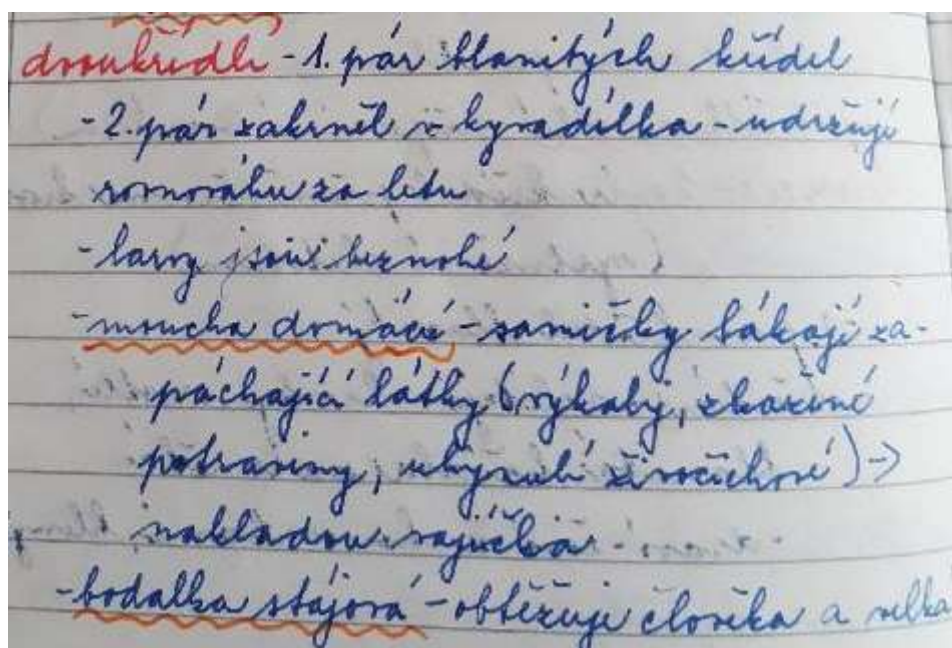 dvoukřídlí - 1. pár blanitých křídel
- 2. pár zakrněl v kyvadélka - udržují
rovnováhu za letu
- larvy jsou beznohé
- moucha domácí - samičky lákají za-
páchající látky (výkaly, zkažené
potraviny, uhynulí živočichové) →
nakladou vajíčka
- bodalka stájová - obtěžuje člověka a velká